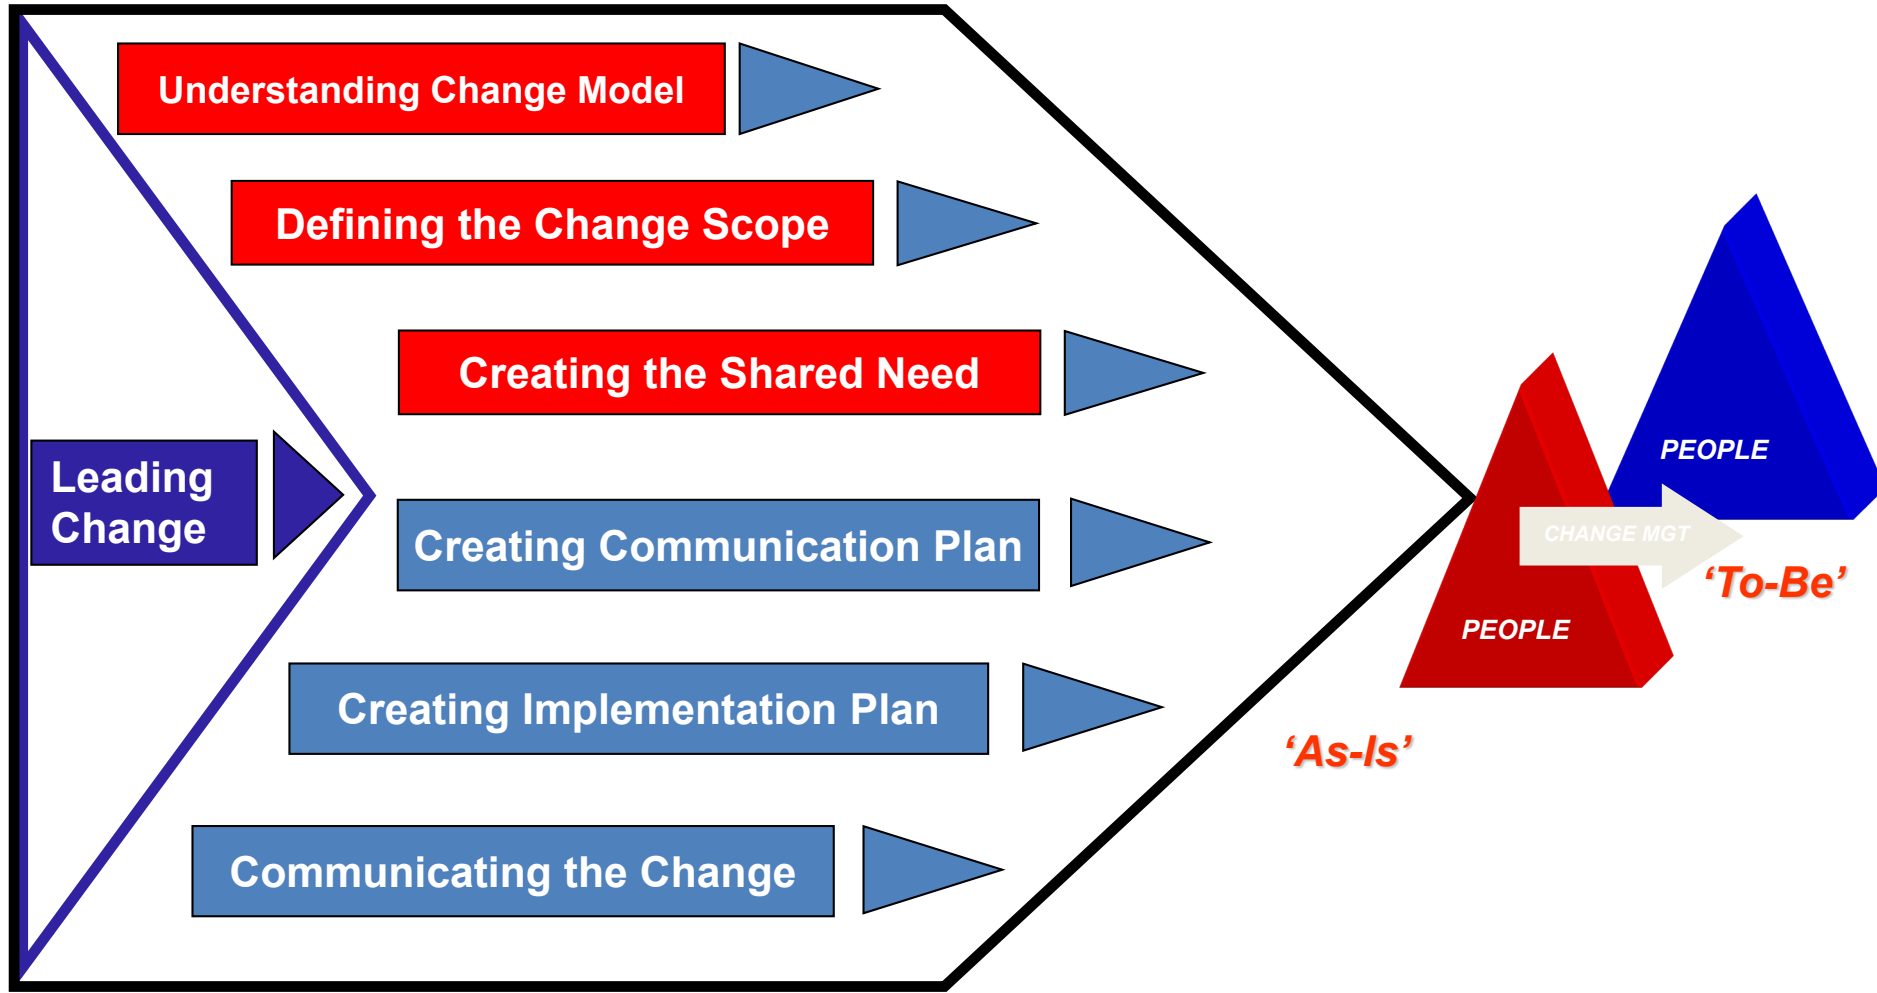 Understanding Change Model
Defining the Change Scope
Creating the Shared Need
Leading
Change
Creating Communication Plan
Creating Implementation Plan
Communicating the Change
PEOPLE
CHANGE MGT
‘To-Be’
PEOPLE
‘As-Is’